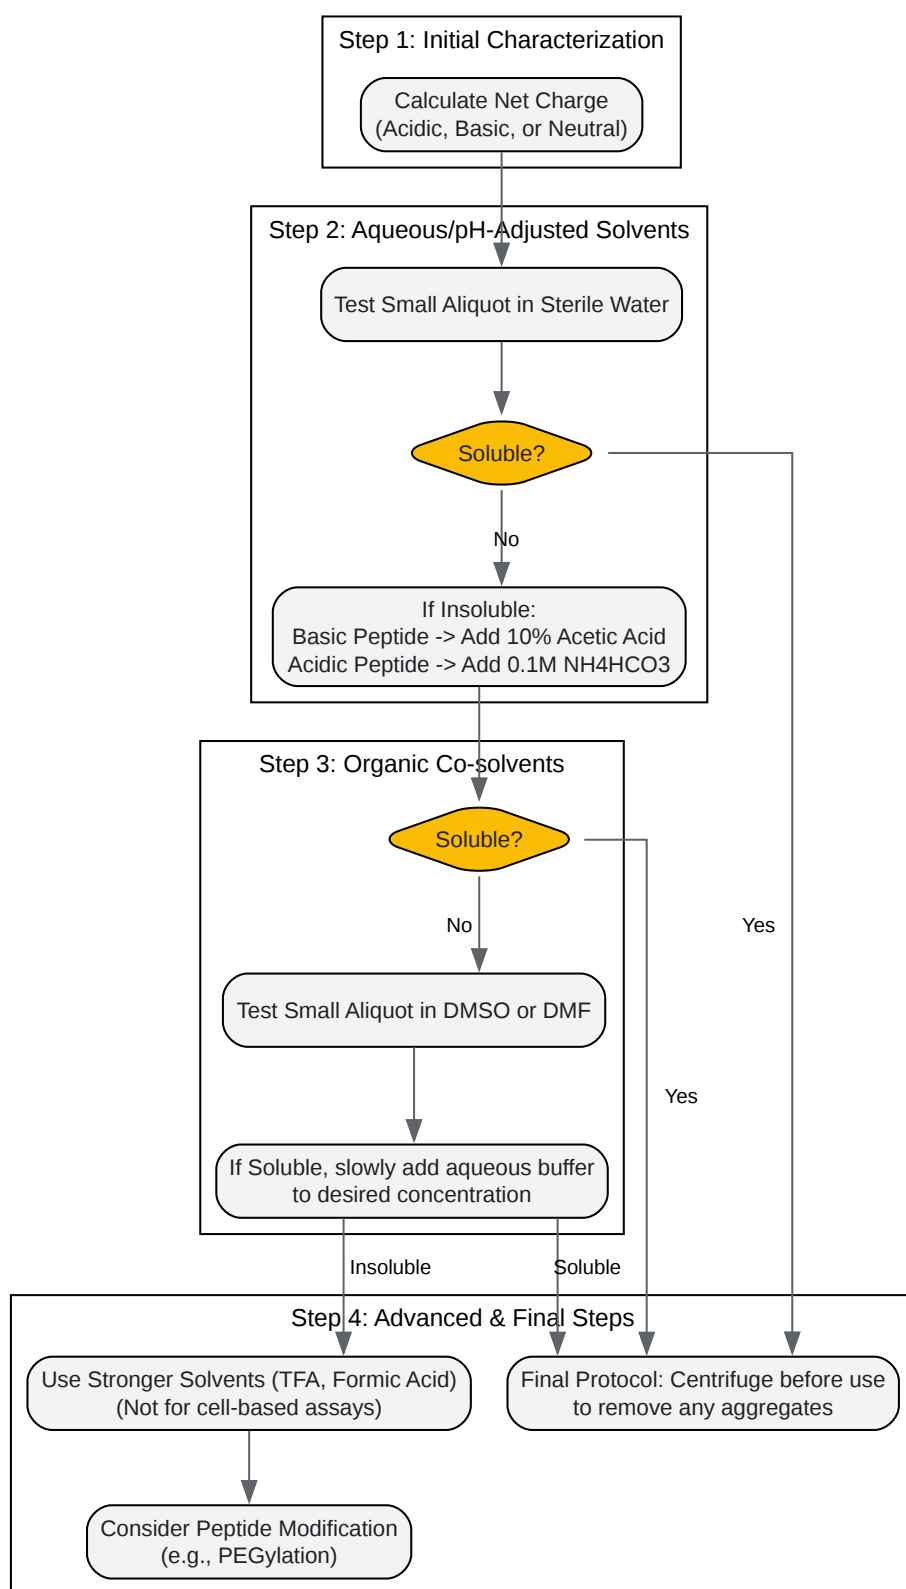 Step 1: Initial Characterization
Calculate Net Charge
(Acidic, Basic, or Neutral)
Step 2: Aqueous/pH-Adjusted Solvents
Test Small Aliquot in Sterile Water
Soluble?
No
If Insoluble:
Basic Peptide -> Add 10% Acetic Acid
Acidic Peptide -> Add 0.1M NH4HCO3
Step 3: Organic Co-solvents
Soluble?
No
Yes
Test Small Aliquot in DMSO or DMF
Yes
If Soluble, slowly add aqueous buffer
to desired concentration
Insoluble
Soluble
Step 4: Advanced & Final Steps
Use Stronger Solvents (TFA, Formic Acid)
(Not for cell-based assays)
Final Protocol: Centrifuge before use
to remove any aggregates
Consider Peptide Modification
(e.g., PEGylation)